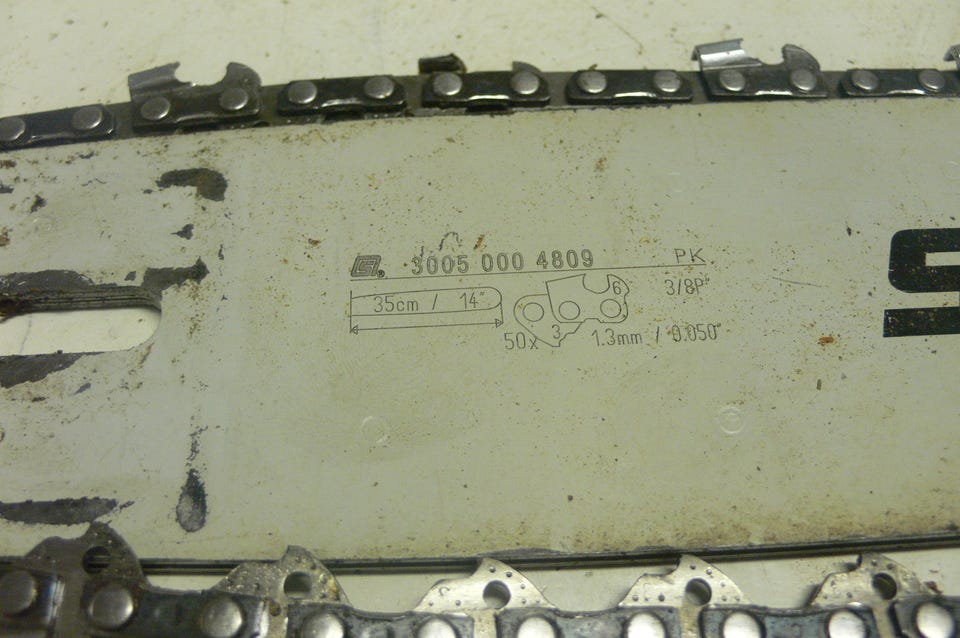 ® 3005 000 4809 PK
35cm / 14" 6 3/8P"
50x 3 1.3mm / 0.050"
S